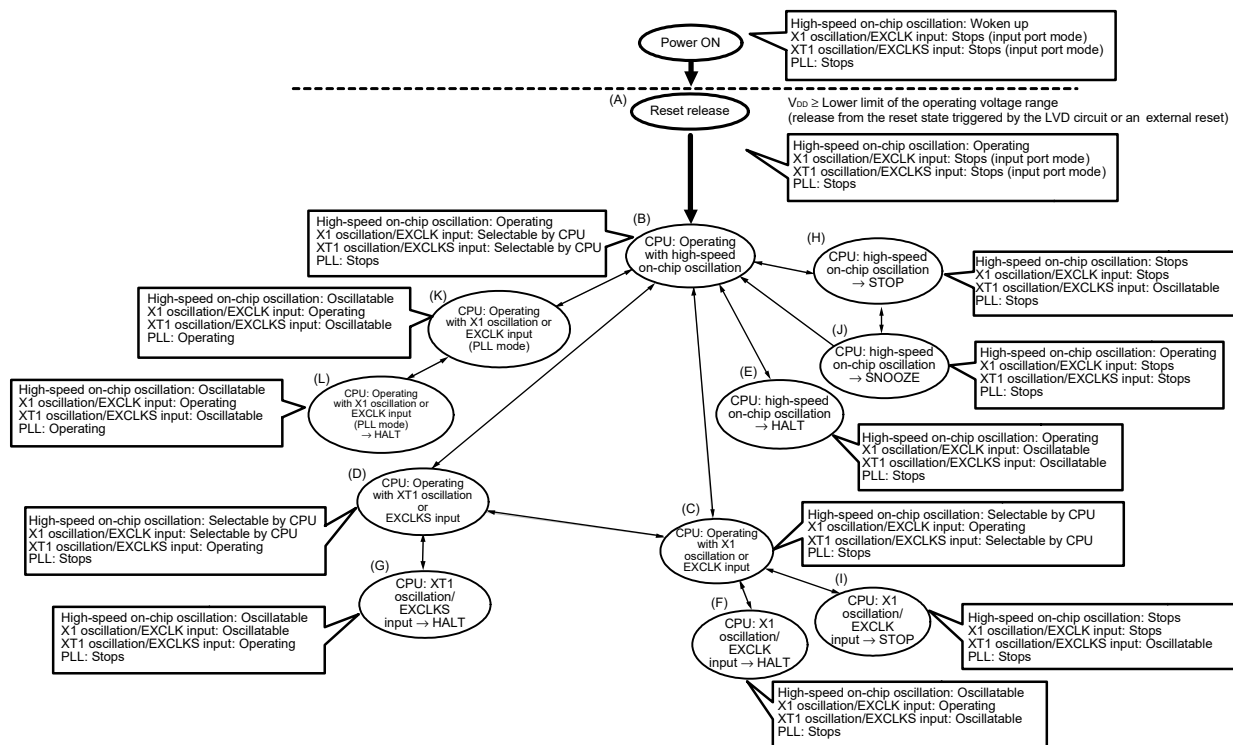 Power ON
High-speed on-chip oscillation: Woken up
X1 oscillation/EXCLK input: Stops (input port mode)
XT1 oscillation/EXCLKS input: Stops (input port mode)
PLL: Stops
(A)
Reset release
VDD ≥ Lower limit of the operating voltage range
(release from the reset state triggered by the LVD circuit or an external reset)
High-speed on-chip oscillation: Operating
X1 oscillation/EXCLK input: Stops (input port mode)
XT1 oscillation/EXCLKS input: Stops (input port mode)
PLL: Stops
High-speed on-chip oscillation: Operating
X1 oscillation/EXCLK input: Selectable by CPU
XT1 oscillation/EXCLKS input: Selectable by CPU
PLL: Stops
(B)
CPU: Operating
with high-speed
on-chip oscillation
(H)
CPU: high-speed
on-chip oscillation
→ STOP
High-speed on-chip oscillation: Stops
X1 oscillation/EXCLK input: Stops
XT1 oscillation/EXCLKS input: Oscillatable
PLL: Stops
High-speed on-chip oscillation: Oscillatable
X1 oscillation/EXCLK input: Operating
XT1 oscillation/EXCLKS input: Oscillatable
PLL: Operating
(K)
CPU: Operating
with X1 oscillation or
EXCLK input
(PLL mode)
(J)
CPU: high-speed
on-chip oscillation
→ SNOOZE
High-speed on-chip oscillation: Operating
X1 oscillation/EXCLK input: Stops
XT1 oscillation/EXCLKS input: Stops
PLL: Stops
High-speed on-chip oscillation: Oscillatable
X1 oscillation/EXCLK input: Operating
XT1 oscillation/EXCLKS input: Oscillatable
PLL: Operating
(L)
CPU: Operating
with X1 oscillation or
EXCLK input
(PLL mode)
→ HALT
(E)
CPU: high-speed
on-chip oscillation
→ HALT
High-speed on-chip oscillation: Operating
X1 oscillation/EXCLK input: Oscillatable
XT1 oscillation/EXCLKS input: Oscillatable
PLL: Stops
(D)
CPU: Operating
with XT1 oscillation
or
EXCLKS input
High-speed on-chip oscillation: Selectable by CPU
X1 oscillation/EXCLK input: Selectable by CPU
XT1 oscillation/EXCLKS input: Operating
PLL: Stops
(C)
CPU: Operating
with X1
oscillation or
EXCLK input
High-speed on-chip oscillation: Selectable by CPU
X1 oscillation/EXCLK input: Operating
XT1 oscillation/EXCLKS input: Selectable by CPU
PLL: Stops
(G)
CPU: XT1
oscillation/
EXCLKS
input → HALT
High-speed on-chip oscillation: Oscillatable
X1 oscillation/EXCLK input: Oscillatable
XT1 oscillation/EXCLKS input: Operating
PLL: Stops
(F)
CPU: X1
oscillation/
EXCLK
input → HALT
(I)
CPU: X1
oscillation/
EXCLK
input → STOP
High-speed on-chip oscillation: Stops
X1 oscillation/EXCLK input: Stops
XT1 oscillation/EXCLKS input: Oscillatable
PLL: Stops
High-speed on-chip oscillation: Oscillatable
X1 oscillation/EXCLK input: Operating
XT1 oscillation/EXCLKS input: Oscillatable
PLL: Stops